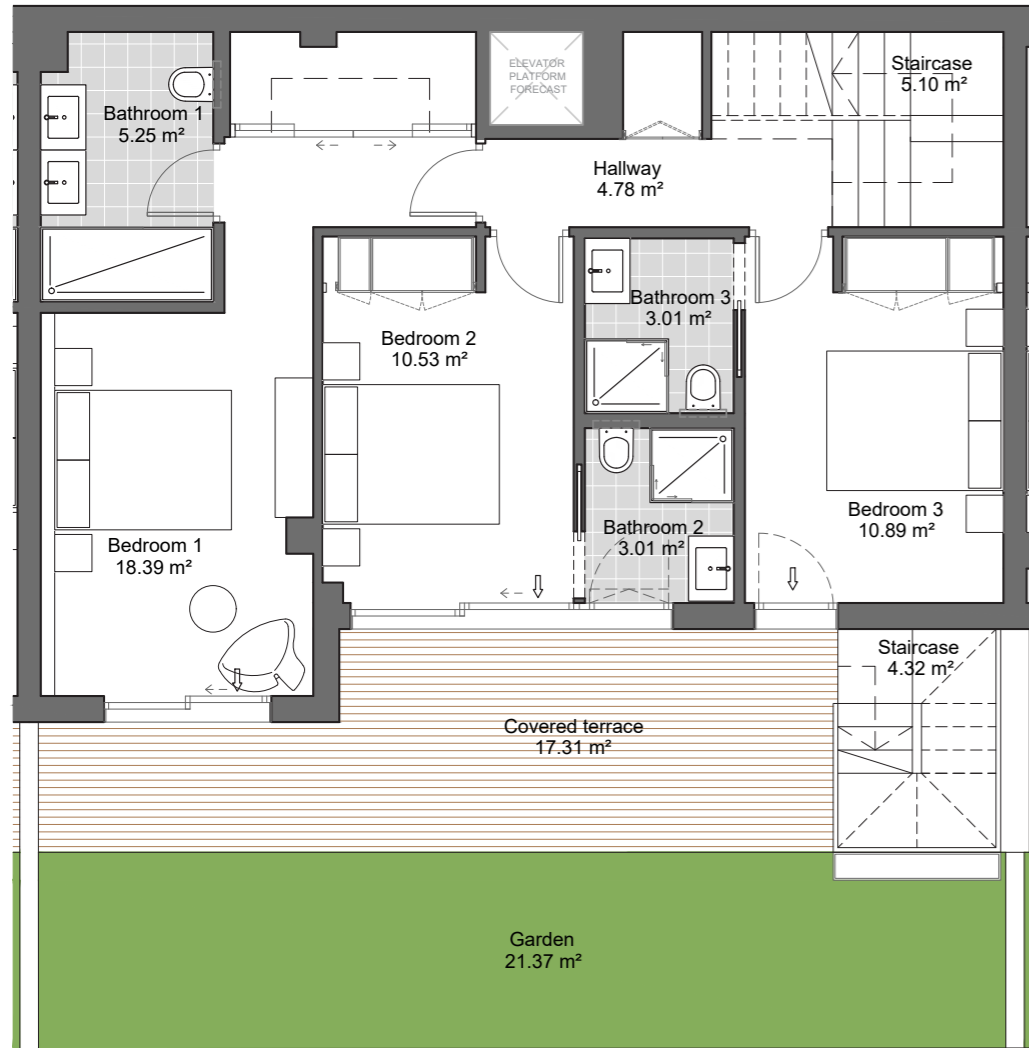 ELEVATOR
PLATFORM
FORECAST
Staircase
5.10 m²
Bathroom 1
5.25 m²
Hallway
4.78 m²
Bathroom 3
3.01 m²
Bedroom 2
10.53 m²
Bedroom 3
10.89 m²
Bathroom 2
3.01 m²
Bedroom 1
18.39 m²
Staircase
4.32 m²
Covered terrace
17.31 m²
Garden
21.37 m²